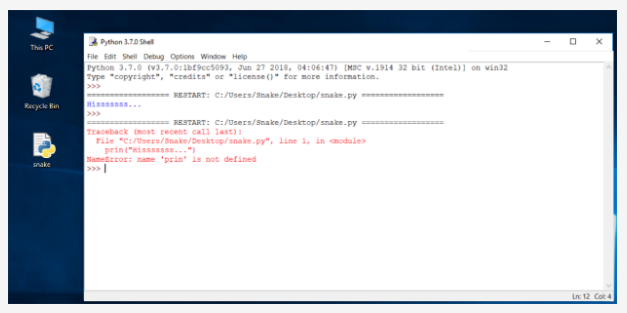 This PC
Recycle Bin
snake
Python 3.7.0 Shell
File Edit Shell Debug Options Window Help
Python 3.7.0 (v3.7.0:1bf9cc5093, Jun 27 2018, 04:06:47) [MSC v.1914 32 bit (Intel)] on win32
Type "copyright", "credits" or "license()" for more information.
>>>
================== RESTART: C:/Users/Snake/Desktop/snake.py ==================
Hisssssss...
>>>
================== RESTART: C:/Users/Snake/Desktop/snake.py ==================
Traceback (most recent call last):
  File "C:/Users/Snake/Desktop/snake.py", line 1, in <module>
    prin("Hisssssss...")
NameError: name 'prin' is not defined
>>>
Ln: 12 Col: 4